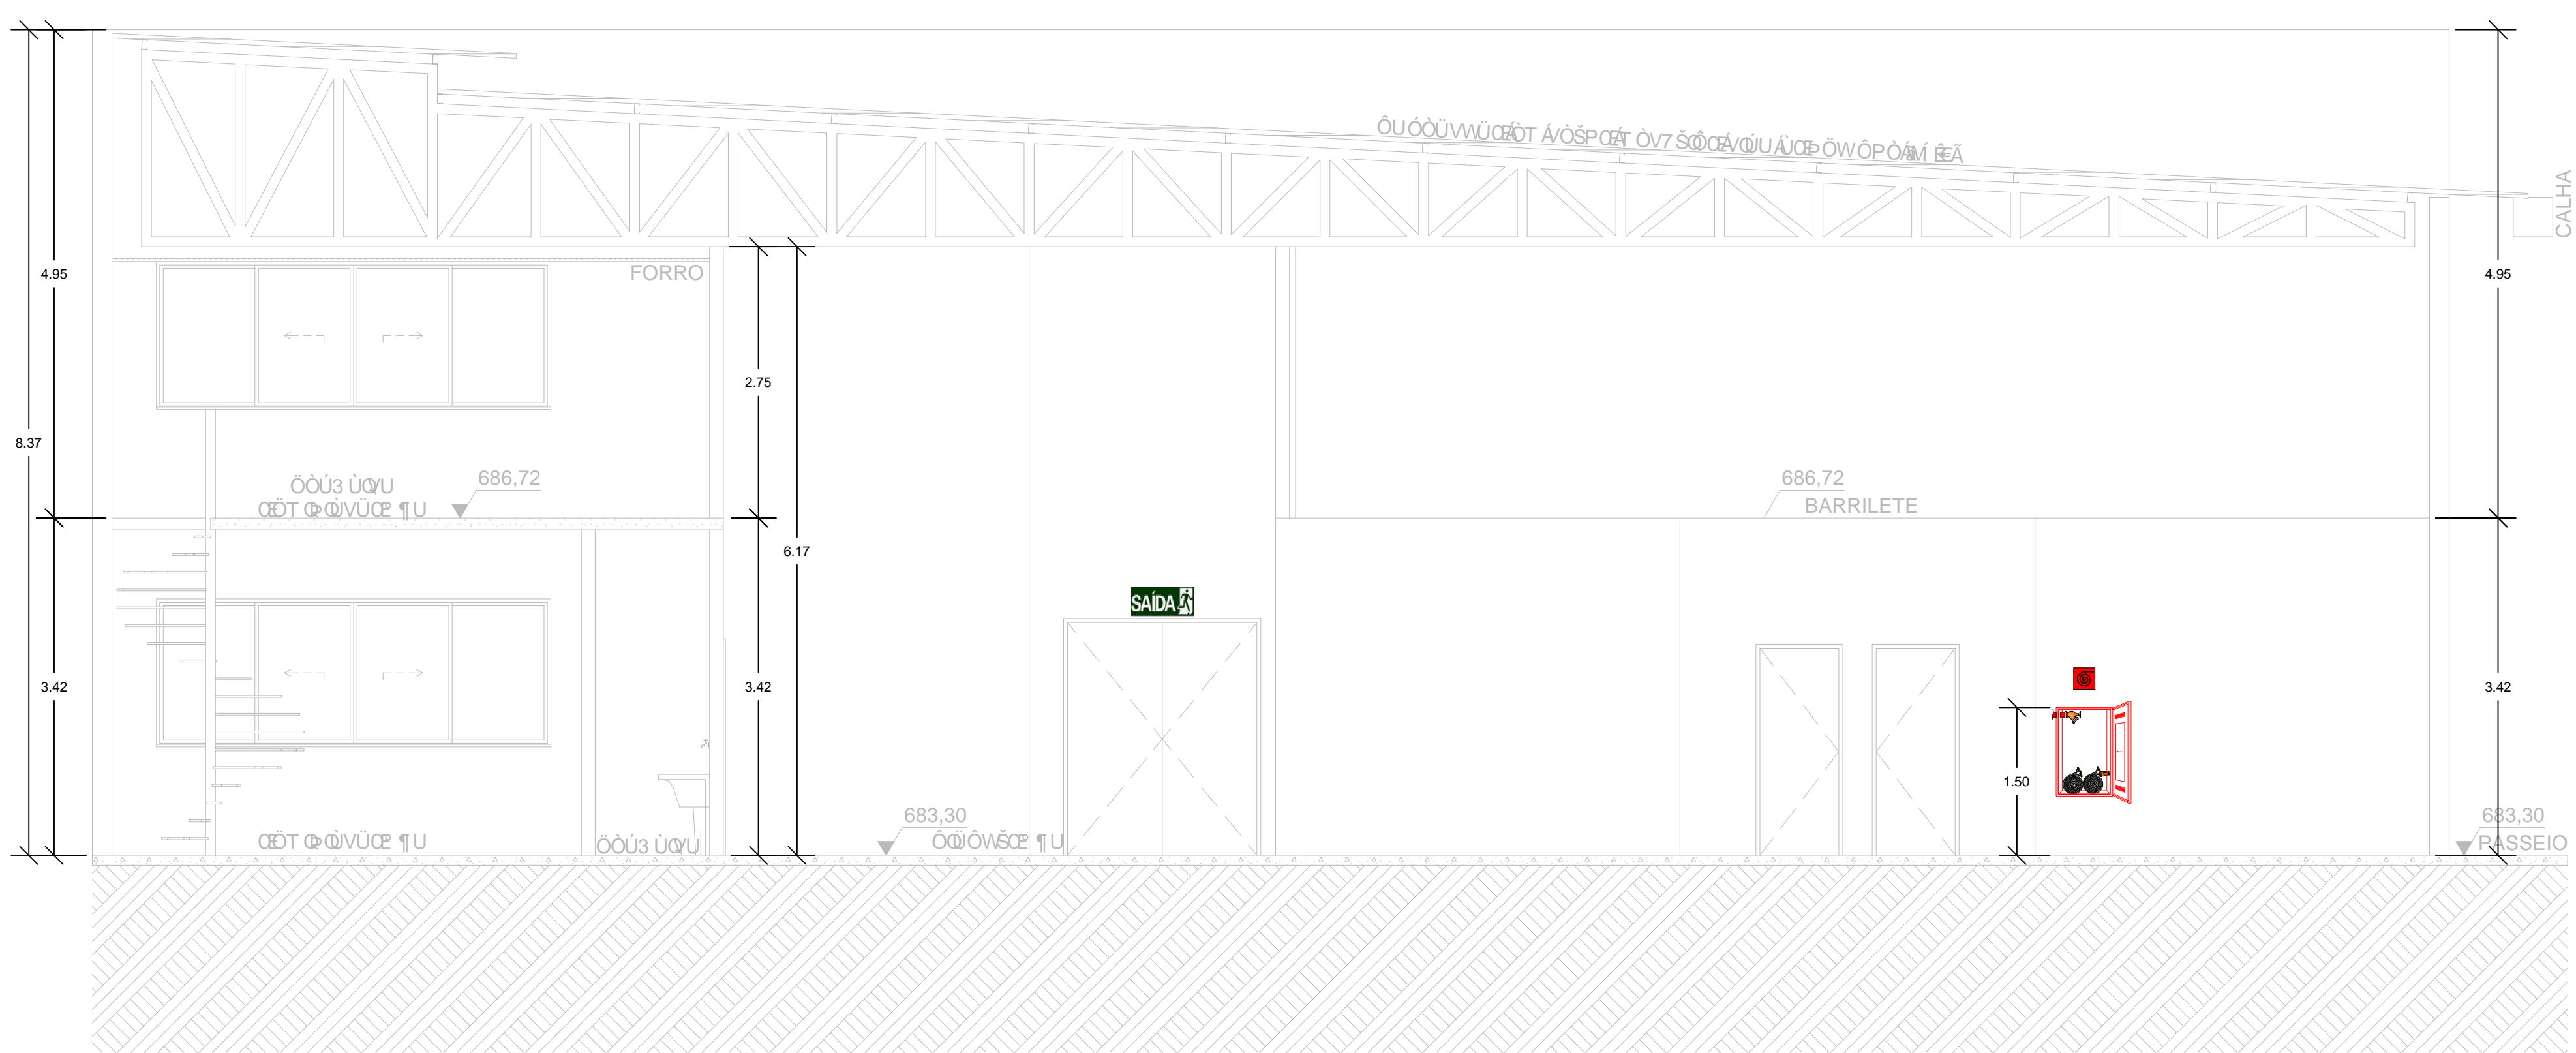 CALHA
4.95
FORRO
4.95
2.75
8.37
686,72
686,72
BARRILETE
6.17
SAÍDA
3.42
3.42
3.42
1.50
683,30
683,30
PASSEIO